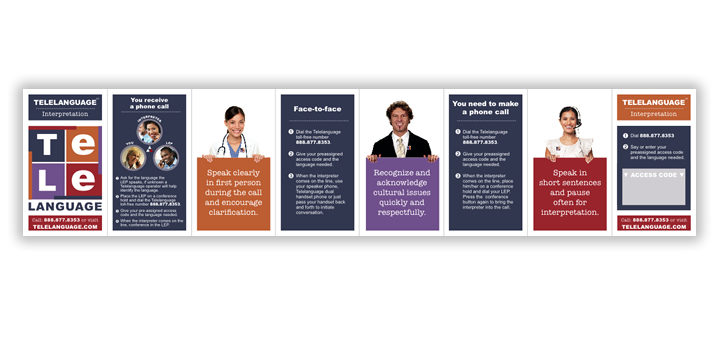 TELELANGUAGE
Interpretation
Te
Le
LANGUAGE
Call 888.877.8353 or visit
TELELANGUAGE.COM
You receive
a phone call
INTERPRETER
YOU
LEP
Ask for the language the
LEP speaks, if unknown a
Telelanguage operator will help
identify the language.
Place the LEP on a conference
hold and dial the Telelanguage
toll-free number 888.877.8353.
Give your pre-assigned access
code and the language needed.
When the interpreter comes on the
line, conference in the LEP
Speak clearly
in first person
during the call
and encourage
clarification.
Face-to-face
1 Dial the Telelanguage
toll-free number
888.877.8353.
2 Give your preassigned
access code and the
language needed.
3 When the interpreter
comes on the line, use
your speaker phone,
Telelanguage dual
handset phone or just
pass your handset back
and forth to initiate
conversation.
Recognize and
acknowledge
cultural issues
quickly and
respectfully.
You need to make
a phone call
1 Dial the Telelanguage
toll-free number
888.877.8353.
2 Give your preassigned
access code and the
language needed.
3 When the interpreter
comes on the line, place
him/her on a conference
hold and dial your LEP.
Press the conference
button again to bring the
interpreter into the call.
Speak in
short sentences
and pause
often for
interpretation.
TELELANGUAGE
Interpretation
1 Dial 888.877.8353
2 Say or enter your
preassigned access code
and the language needed.
▼ ACCESS CODE ▼
Call 888.877.8353 or visit
TELELANGUAGE.COM